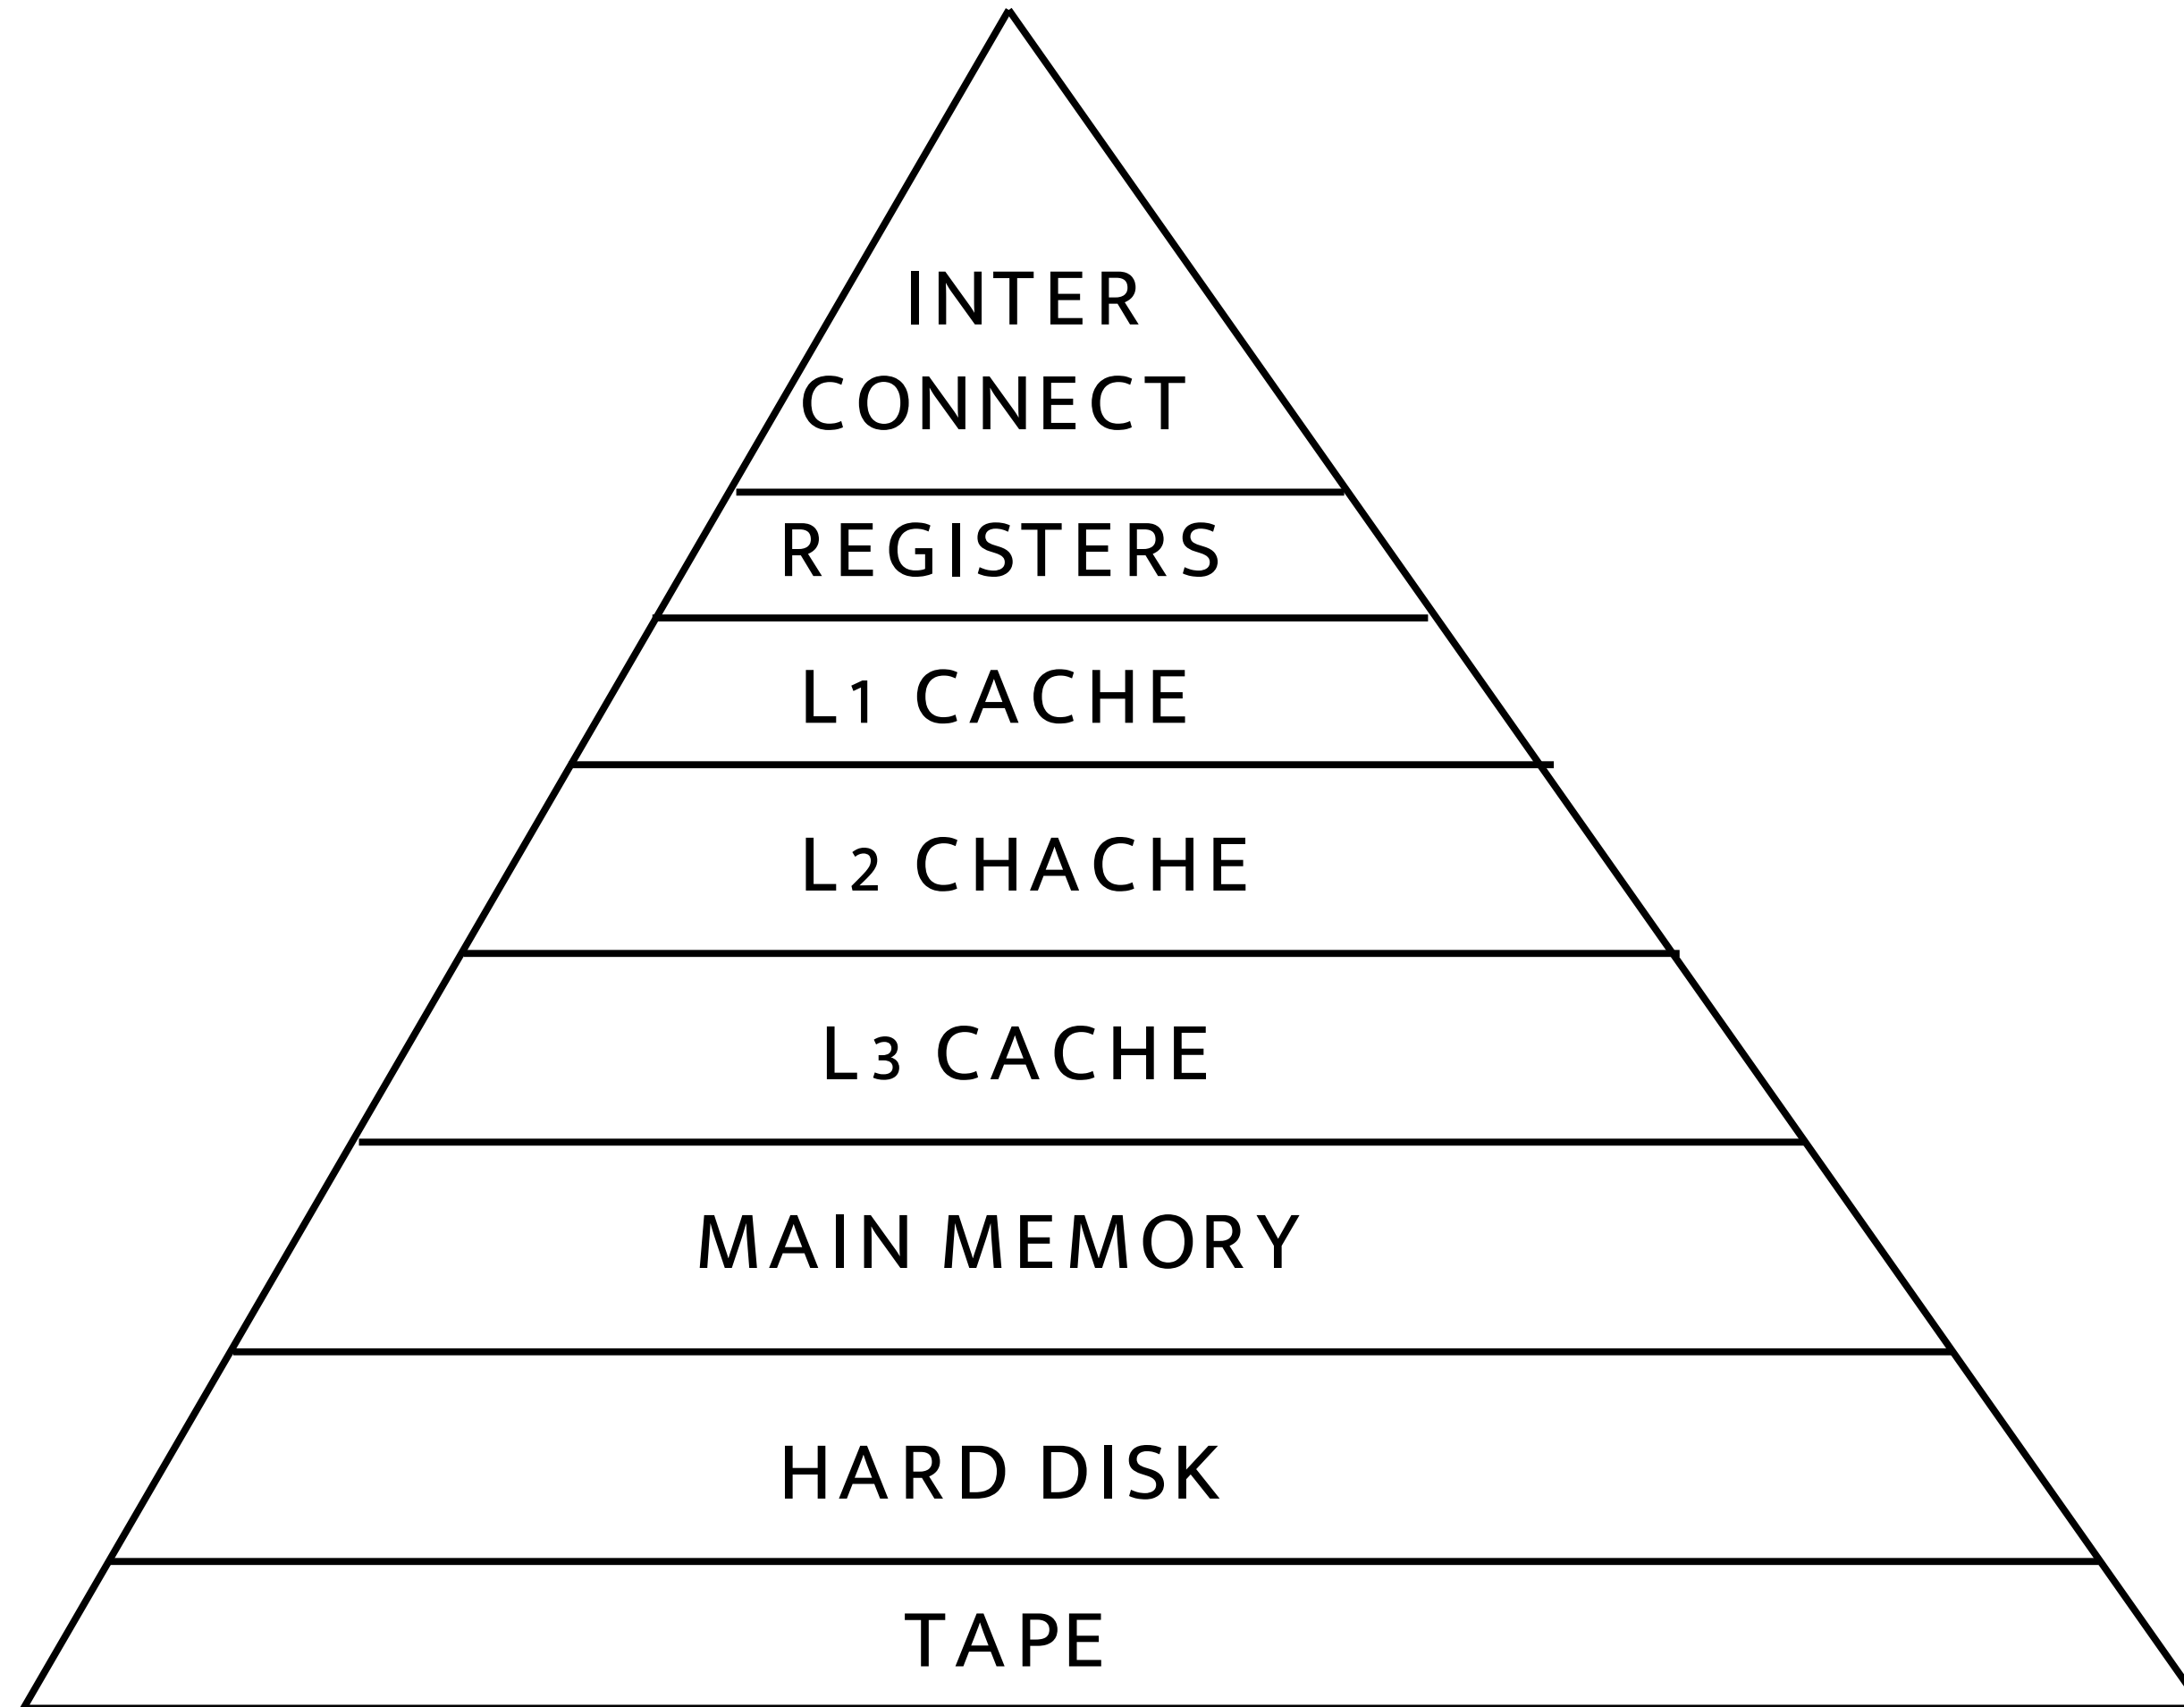 INTER
CONNECT
REGISTERS
L1 CACHE
L2 CHACHE
L3 CACHE
MAIN MEMORY
HARD DISK
TAPE